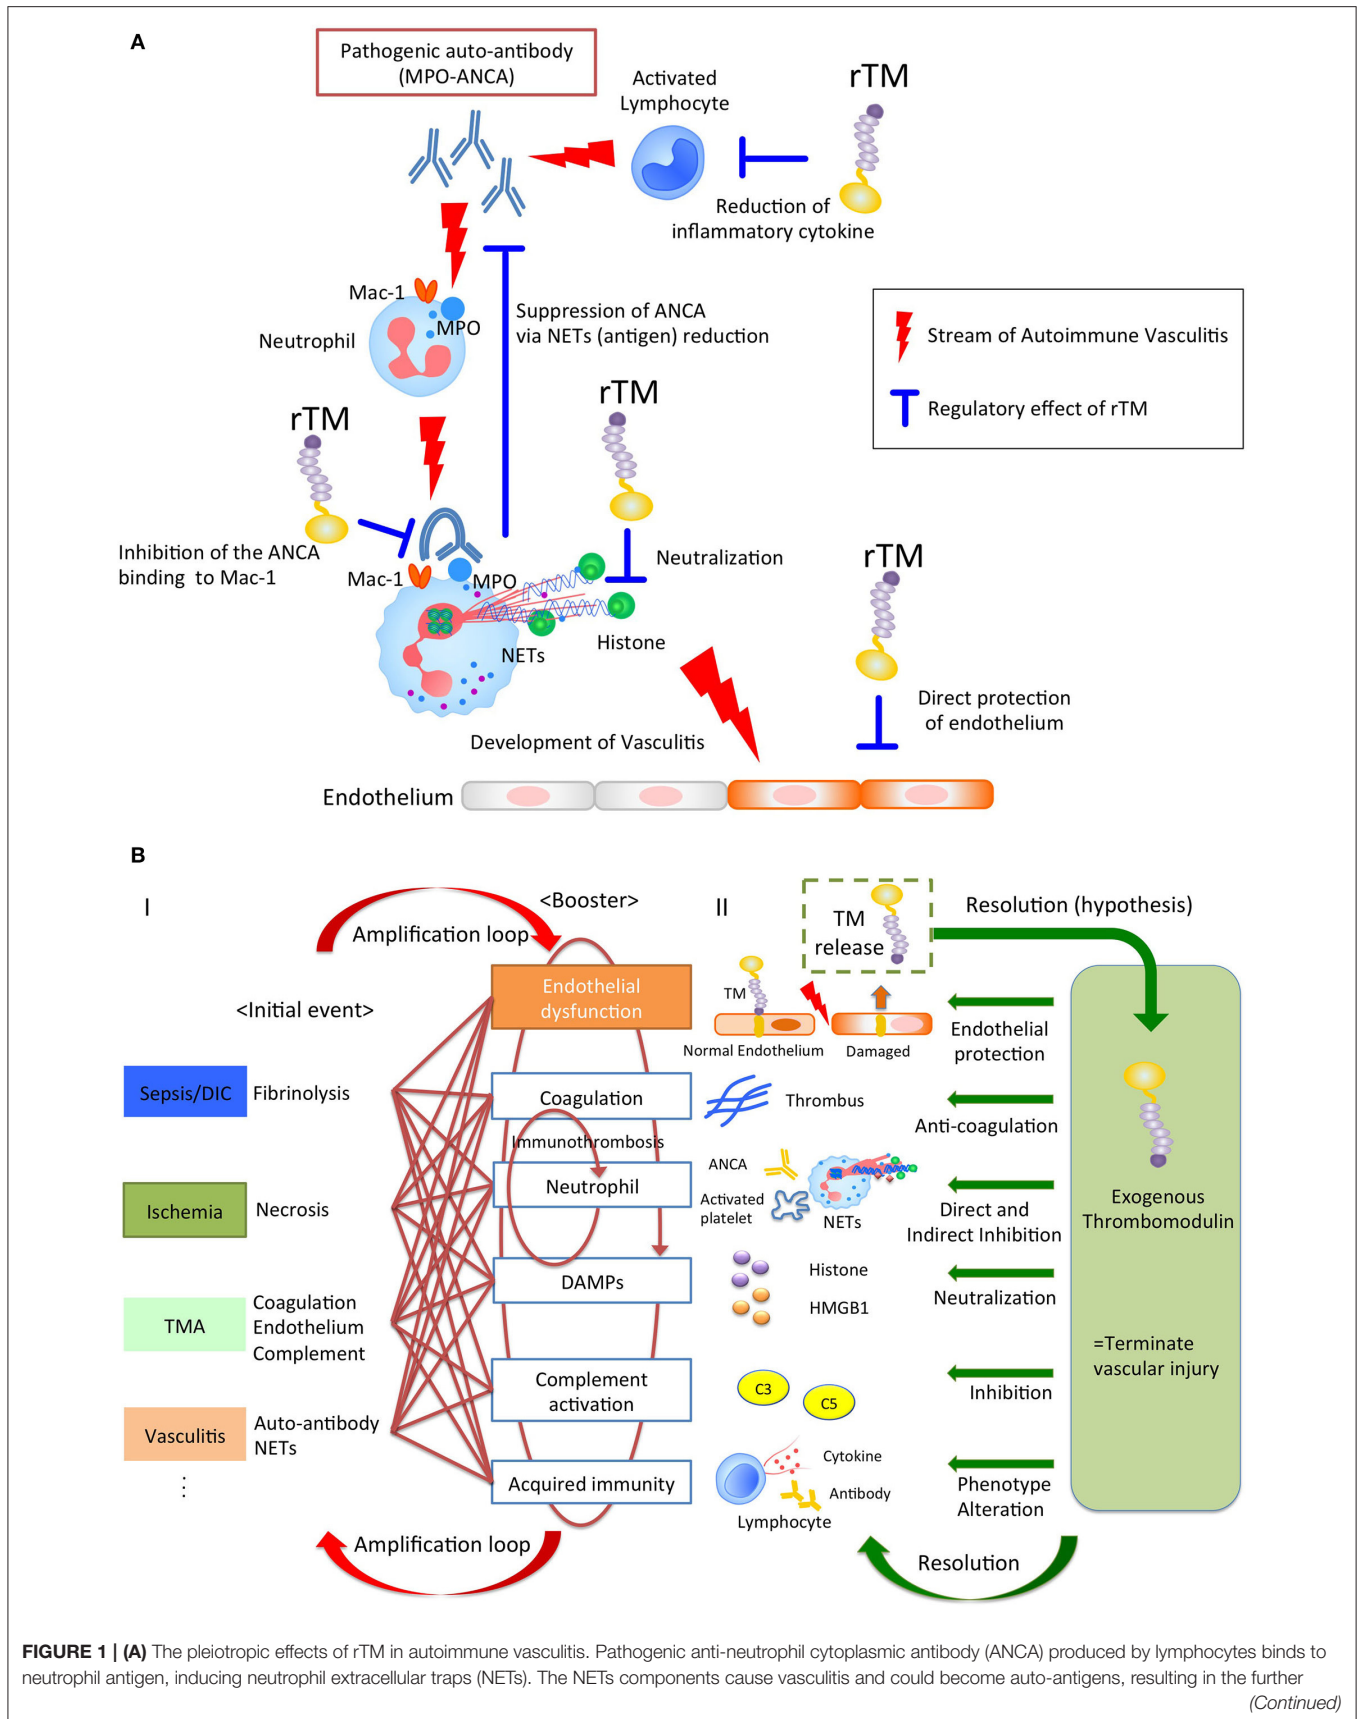 A
Pathogenic auto-antibody
(MPO-ANCA)
Activated
Lymphocyte
rTM
Reduction of
inflammatory cytokine
Mac-1
MPO
Neutrophil
Suppression of ANCA
via NETs (antigen) reduction
Stream of Autoimmune Vasculitis
Regulatory effect of rTM
rTM
rTM
Inhibition of the ANCA
binding to Mac-1
Mac-1
MPO
Neutralization
NETs
Histone
rTM
Direct protection
of endothelium
Development of Vasculitis
Endothelium
B
I
<Booster>
Amplification loop
<Initial event>
Endothelial
dysfunction
Sepsis/DIC
Fibrinolysis
Coagulation
Immunothrombosis
Neutrophil
Ischemia
Necrosis
DAMPs
TMA
Coagulation
Endothelium
Complement
Complement
activation
Vasculitis
Auto-antibody
NETs
⋮
Acquired immunity
Amplification loop
II
TM
release
Resolution (hypothesis)
TM
Normal Endothelium
Damaged
Endothelial
protection
Thrombus
Anti-coagulation
ANCA
Activated
platelet
NETs
Direct and
Indirect Inhibition
Histone
HMGB1
Neutralization
C3
C5
Inhibition
Cytokine
Antibody
Lymphocyte
Phenotype
Alteration
Exogenous
Thrombomodulin
=Terminate
vascular injury
Resolution
FIGURE 1 | (A) The pleiotropic effects of rTM in autoimmune vasculitis. Pathogenic anti-neutrophil cytoplasmic antibody (ANCA) produced by lymphocytes binds to
neutrophil antigen, inducing neutrophil extracellular traps (NETs). The NETs components cause vasculitis and could become auto-antigens, resulting in the further
(Continued)